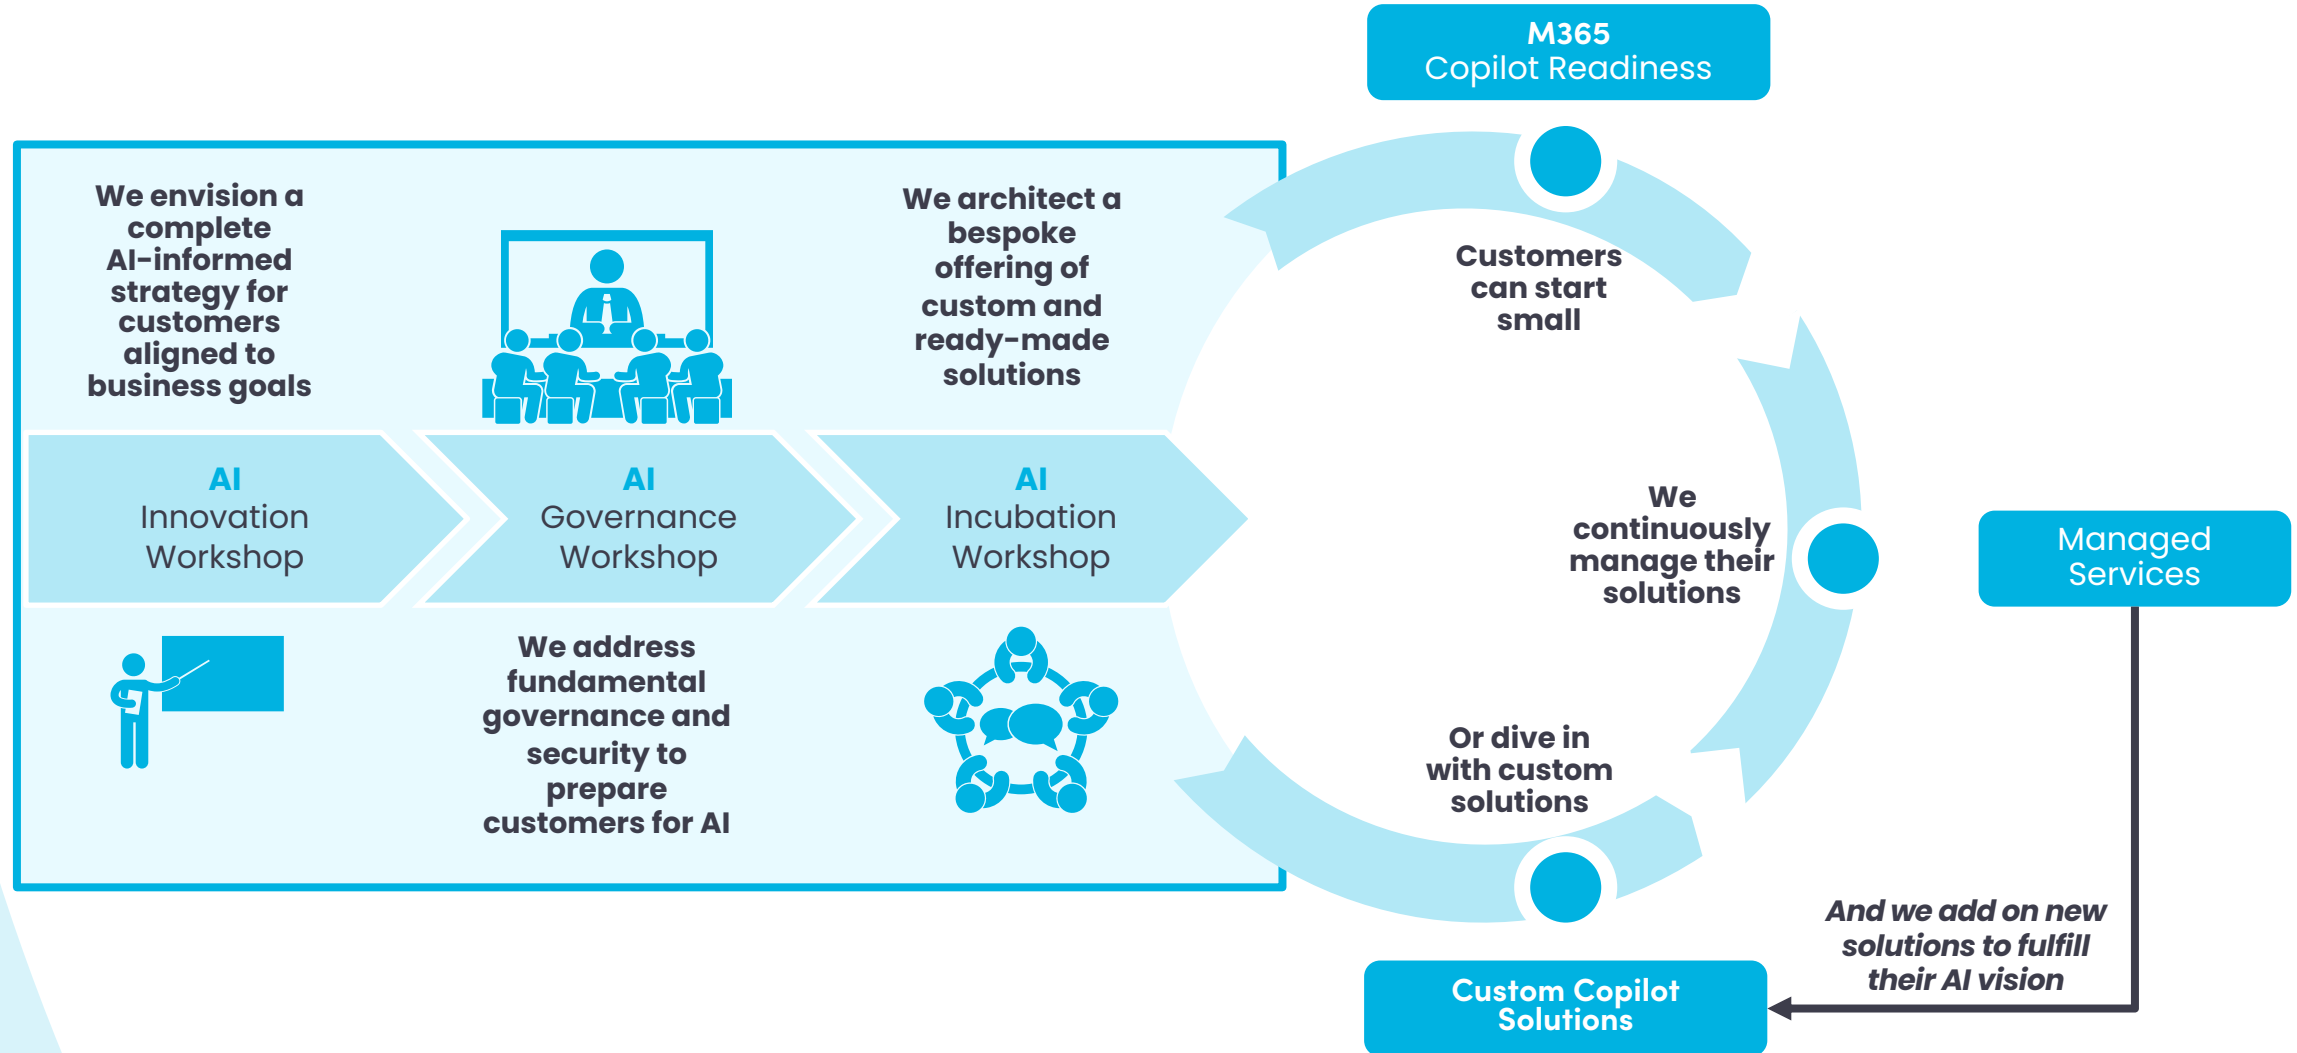 M365
Copilot Readiness
We envision a
complete
AI-informed
strategy for
customers
aligned to
business goals
We architect a
bespoke
offering of
custom and
ready-made
solutions
AI
Innovation
Workshop
AI
Governance
Workshop
AI
Incubation
Workshop
We address
fundamental
governance and
security to
prepare
customers for AI
Customers
can start
small
We
continuously
manage their
solutions
Managed
Services
Or dive in
with custom
solutions
And we add on new
solutions to fulfill
their AI vision
Custom Copilot
Solutions